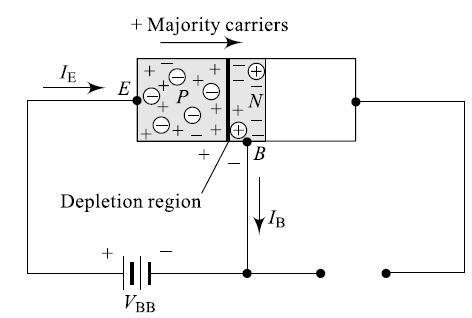 + Majority carriers
I_E
E
P
N
+ −
B
Depletion region
I_B
+ −
V_BB